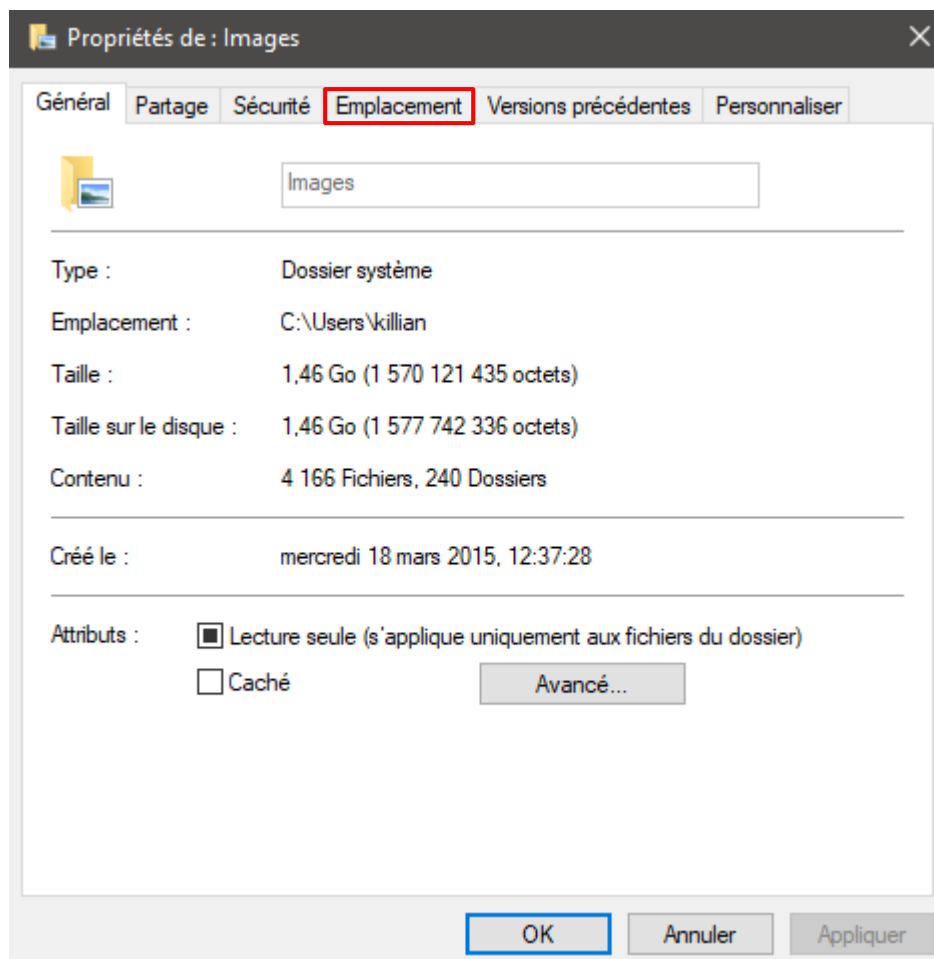 Propriétés de : Images
Général Partage Sécurité Emplacement Versions précédentes Personnaliser
Images
Type : Dossier système
Emplacement : C:\Users\killian
Taille : 1,46 Go (1 570 121 435 octets)
Taille sur le disque : 1,46 Go (1 577 742 336 octets)
Contenu : 4 166 Fichiers, 240 Dossiers
Créé le : mercredi 18 mars 2015, 12:37:28
Attributs : Lecture seule (s'applique uniquement aux fichiers du dossier)
Caché Avancé...
OK Annuler Appliquer